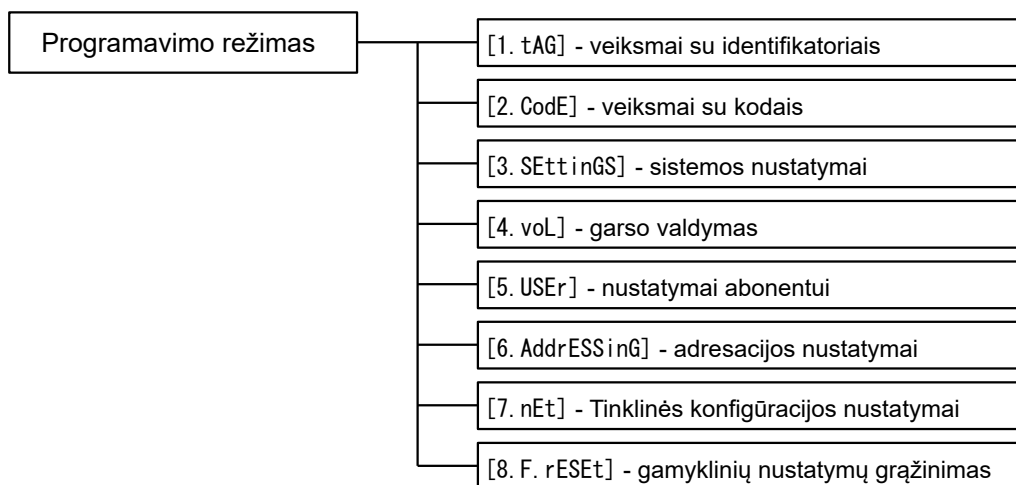 Programavimo režimas
[1.tAG] - veiksmai su identifikatoriais
[2.CodE] - veiksmai su kodais
[3.SEttinGS] - sistemos nustatymai
[4.voL] - garso valdymas
[5.USEr] - nustatymai abonentui
[6.AddrESSinG] - adresacijos nustatymai
[7.nEt] - Tinklinės konfigūracijos nustatymai
[8.F.rESEt] - gamyklinių nustatymų grąžinimas